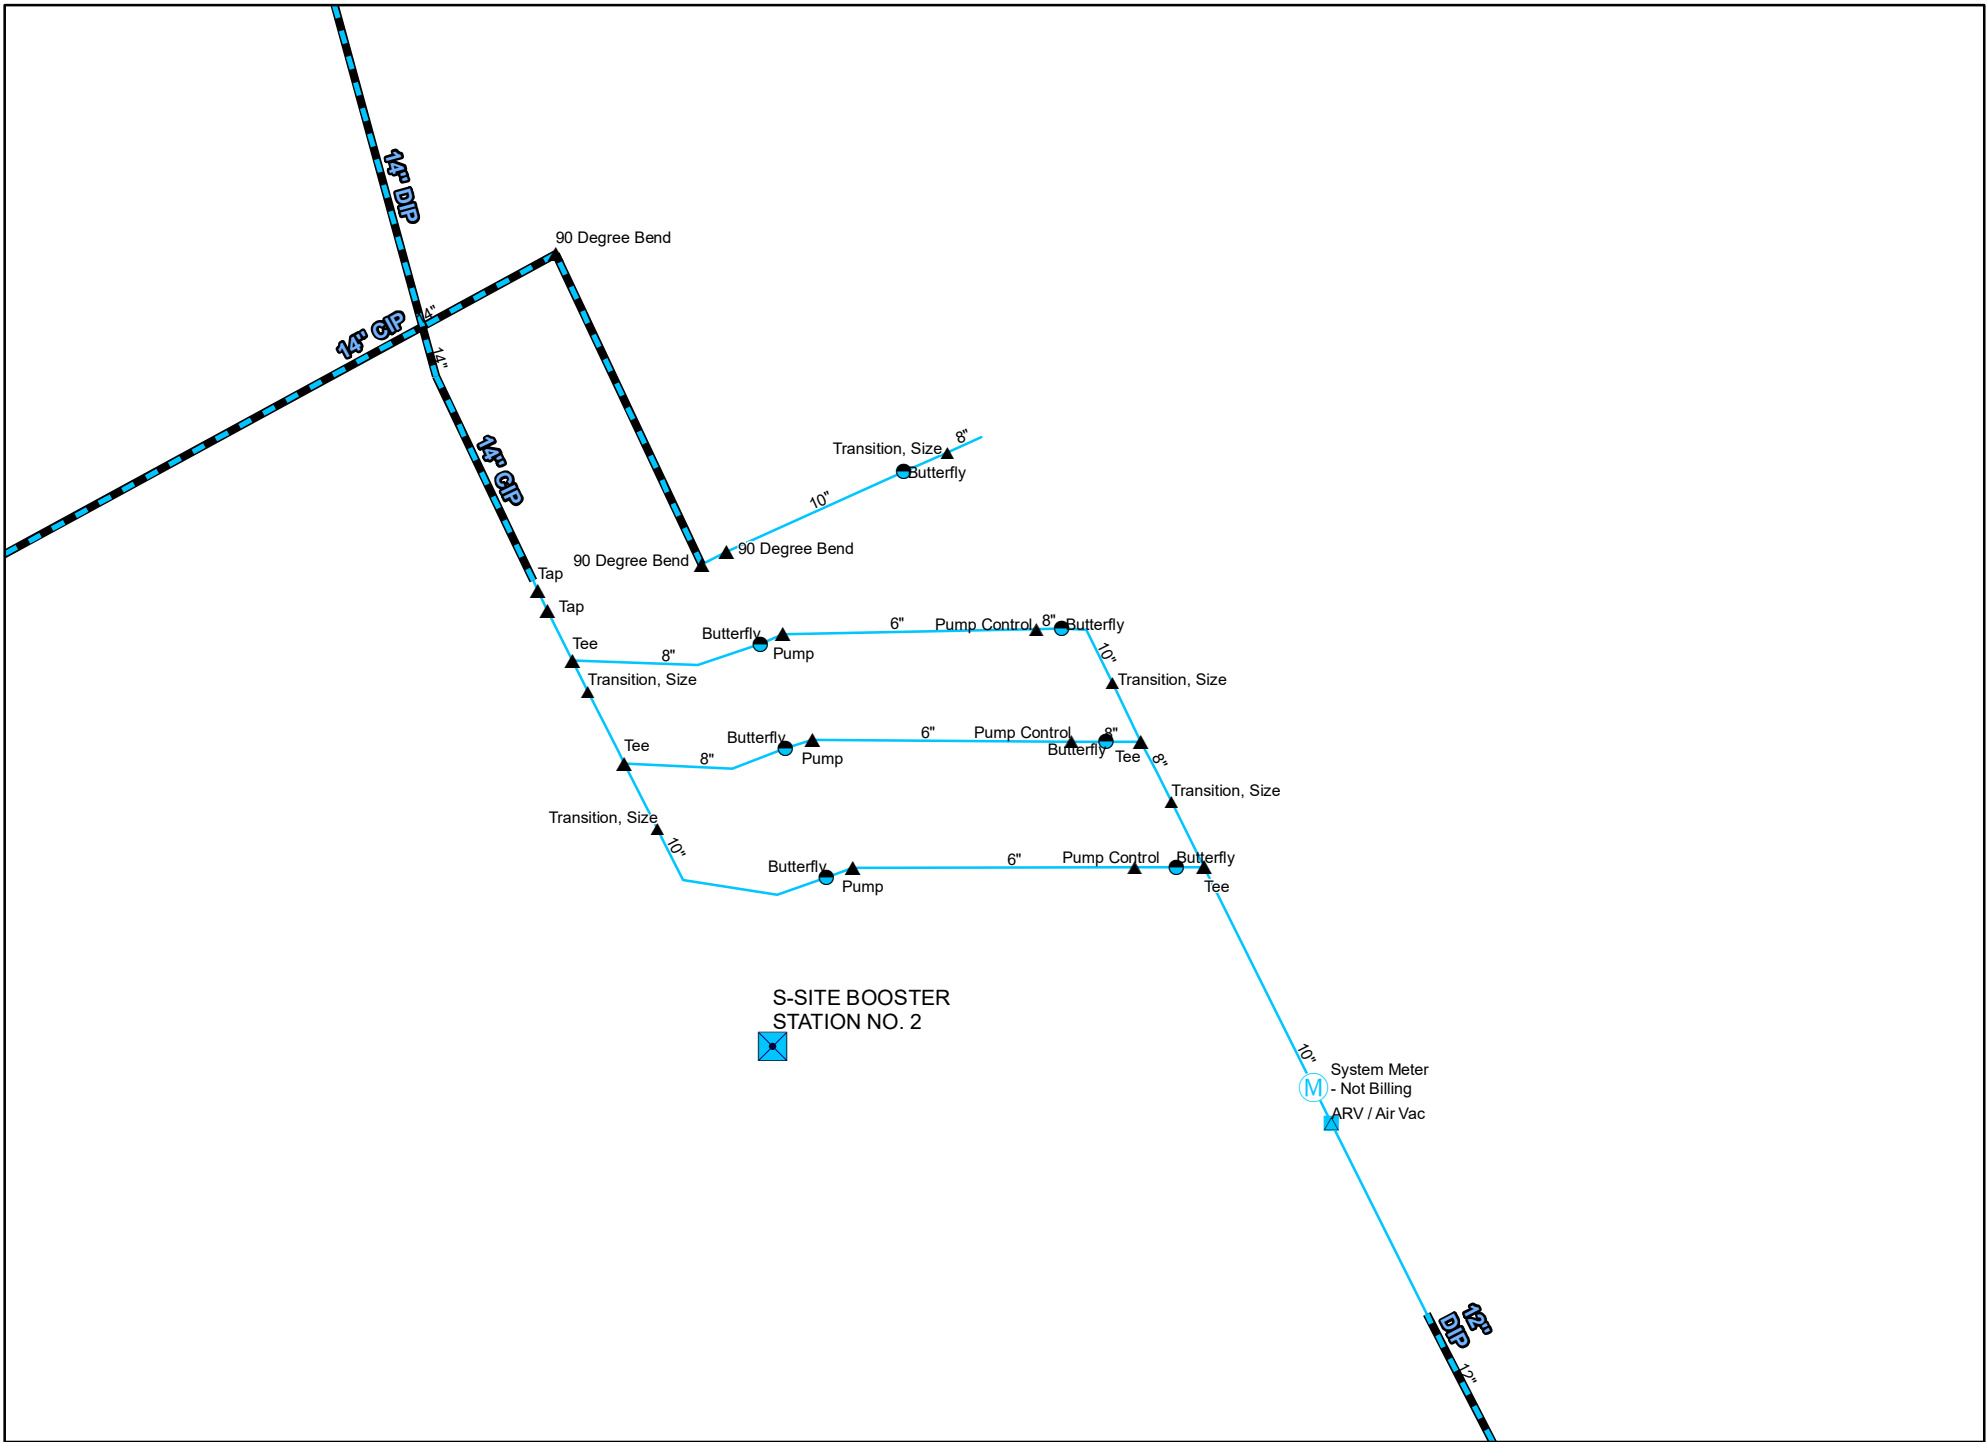 14" DIP
90 Degree Bend
4"
14" CIP
14"
14" CIP
Transition, Size
8"
Butterfly
10"
90 Degree Bend
90 Degree Bend
Tap
Tap
Tee
8"
Butterfly
Pump
6"
Pump Control
8"
Butterfly
10"
Transition, Size
Transition, Size
Tee
8"
Butterfly
Pump
6"
Pump Control
Butterfly
8"
Tee
8"
Transition, Size
Transition, Size
10"
Butterfly
Pump
6"
Pump Control
Butterfly
Tee
S-SITE BOOSTER
STATION NO. 2
10"
System Meter
- Not Billing
ARV / Air Vac
12"
DIP
12"